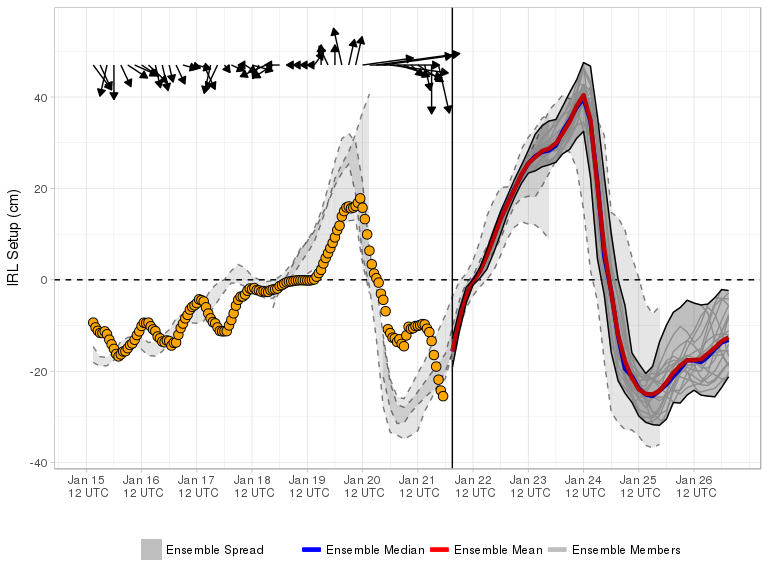 IRL Setup (cm)
40
20
0
-20
-40
Jan 15 Jan 16 Jan 17 Jan 18 Jan 19 Jan 20 Jan 21 Jan 22 Jan 23 Jan 24 Jan 25 Jan 26
12 UTC 12 UTC 12 UTC 12 UTC 12 UTC 12 UTC 12 UTC 12 UTC 12 UTC 12 UTC 12 UTC 12 UTC
Ensemble Spread Ensemble Median Ensemble Mean Ensemble Members